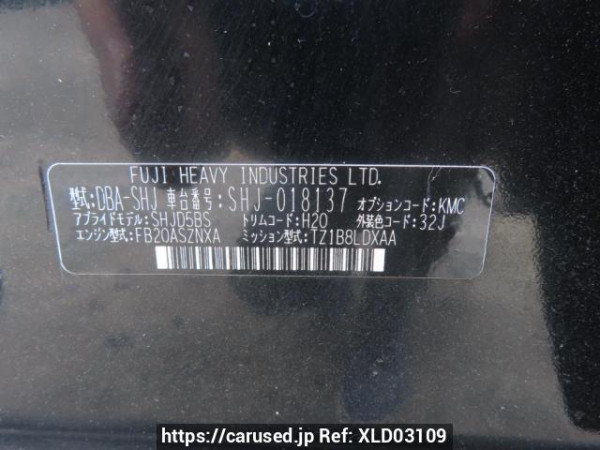 FUJI HEAVY INDUSTRIES LTD.
型式:DBA-SHJ 車台番号:SHJ-018137 オプションコード:KMC
アプライドモデル:SHJD5BS トリムコード:H20 外装色コード:32J
エンジン型式:FB20ASZNXA ミッション型式:TZ1B8LDXAA
https://carused.jp Ref: XLD03109